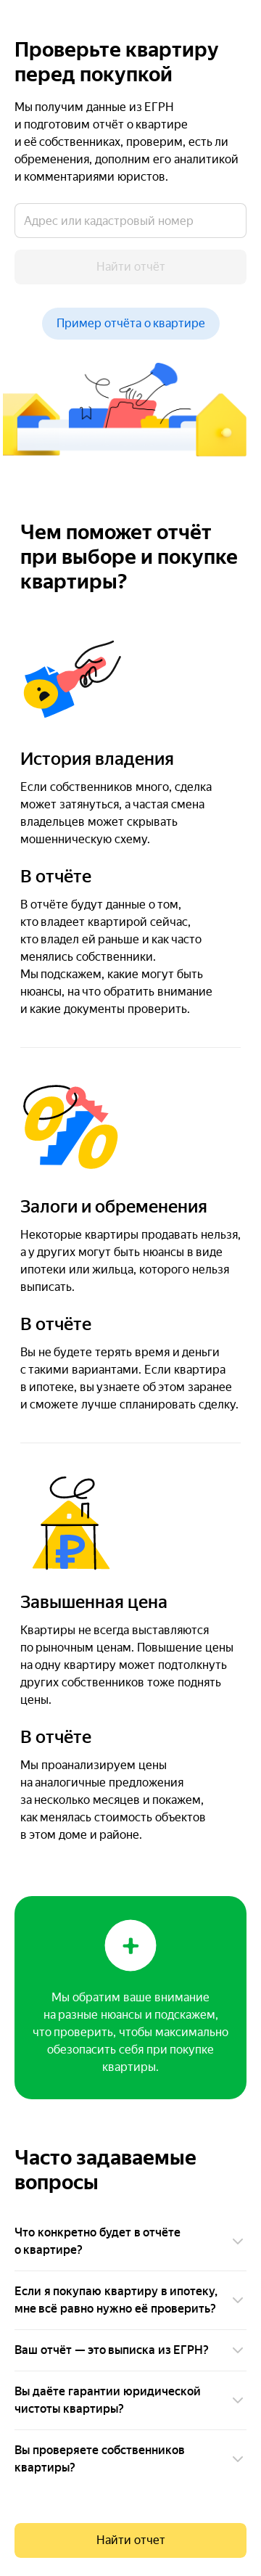 Проверьте квартиру
перед покупкой
Мы получим данные из ЕГРН
и подготовим отчёт о квартире
и её собственниках, проверим, есть ли
обременения, дополним его аналитикой
и комментариями юристов.
Адрес или кадастровый номер
Найти отчёт
Пример отчёта о квартире
Чем поможет отчёт
при выборе и покупке
квартиры?
История владения
Если собственников много, сделка
может затянуться, а частая смена
владельцев может скрывать
мошенническую схему.
В отчёте
В отчёте будут данные о том,
кто владеет квартирой сейчас,
кто владел ей раньше и как часто
менялись собственники.
Мы подскажем, какие могут быть
нюансы, на что обратить внимание
и какие документы проверить.
Залоги и обременения
Некоторые квартиры продавать нельзя,
а у других могут быть нюансы в виде
ипотеки или жильца, которого нельзя
выписать.
В отчёте
Вы не будете терять время и деньги
с такими вариантами. Если квартира
в ипотеке, вы узнаете об этом заранее
и сможете лучше спланировать сделку.
Завышенная цена
Квартиры не всегда выставляются
по рыночным ценам. Повышение цены
на одну квартиру может подтолкнуть
других собственников тоже поднять
цены.
В отчёте
Мы проанализируем цены
на аналогичные предложения
за несколько месяцев и покажем,
как менялась стоимость объектов
в этом доме и районе.
Мы обратим ваше внимание
на разные нюансы и подскажем,
что проверить, чтобы максимально
обезопасить себя при покупке
квартиры.
Часто задаваемые
вопросы
Что конкретно будет в отчёте
о квартире?
Если я покупаю квартиру в ипотеку,
мне всё равно нужно её проверить?
Ваш отчёт — это выписка из ЕГРН?
Вы даёте гарантии юридической
чистоты квартиры?
Вы проверяете собственников
квартиры?
Найти отчет